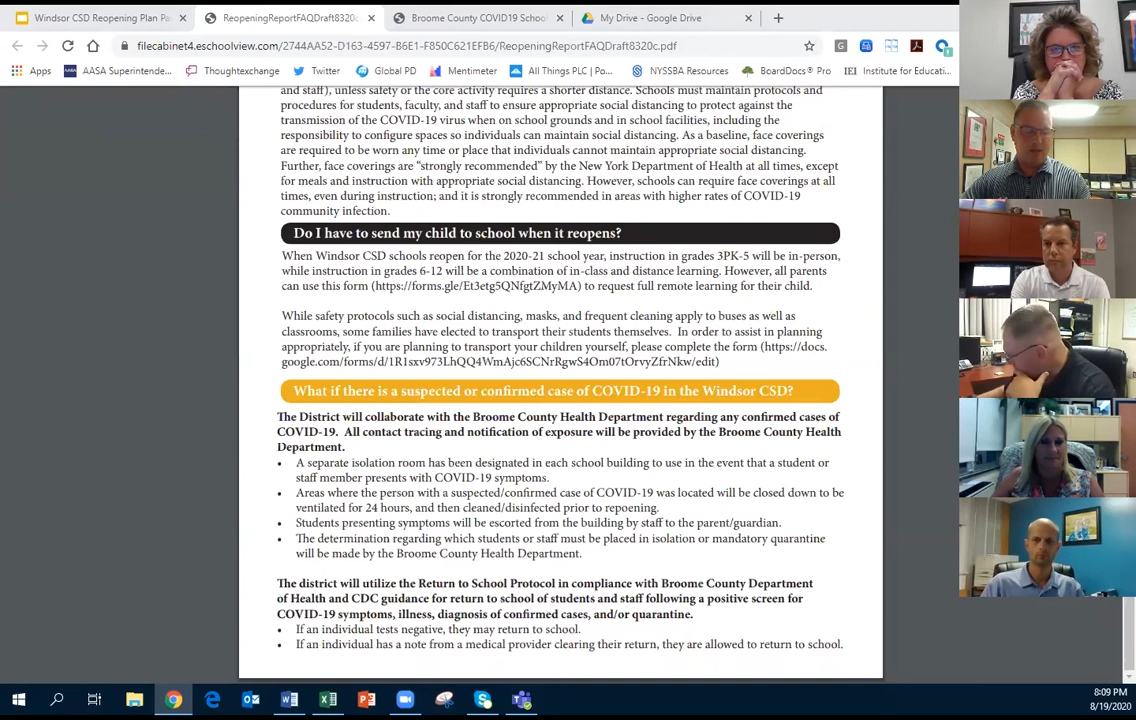 Windsor CSD Reopening Plan Pa
ReopeningReportFAQDraft8320c
Broome County COVID19 School
My Drive - Google Drive
filecabinet4.eschoolview.com/2744AA52-D163-4597-B6E1-F850C621EFB6/ReopeningReportFAQDraft8320c.pdf
Apps
AASA Superintende...
Thoughtexchange
Twitter
Global PD
Mentimeter
All Things PLC | Po...
NYSSBA Resources
BoardDocs® Pro
IEI Institute for Educati...
and staff), unless safety or the core activity requires a shorter distance. Schools must maintain protocols and
procedures for students, faculty, and staff to ensure appropriate social distancing to protect against the
transmission of the COVID-19 virus when on school grounds and in school facilities, including the
responsibility to configure spaces so individuals can maintain social distancing. As a baseline, face coverings
are required to be worn any time or place that individuals cannot maintain appropriate social distancing.
Further, face coverings are “strongly recommended” by the New York Department of Health at all times, except
for meals and instruction with appropriate social distancing. However, schools can require face coverings at all
times, even during instruction; and it is strongly recommended in areas with higher rates of COVID-19
community infection.
Do I have to send my child to school when it reopens?
When Windsor CSD schools reopen for the 2020-21 school year, instruction in grades 3PK-5 will be in-person,
while instruction in grades 6-12 will be a combination of in-class and distance learning. However, all parents
can use this form (https://forms.gle/Et3etg5QNfgtZMyMA) to request full remote learning for their child.
While safety protocols such as social distancing, masks, and frequent cleaning apply to buses as well as
classrooms, some families have elected to transport their students themselves. In order to assist in planning
appropriately, if you are planning to transport your children yourself, please complete the form (https://docs.
google.com/forms/d/1R1sxv973LhQQ4WmAjc6SCNrRgwS4Om07tOrvyZfrNkw/edit)
What if there is a suspected or confirmed case of COVID-19 in the Windsor CSD?
The District will collaborate with the Broome County Health Department regarding any confirmed cases of
COVID-19. All contact tracing and notification of exposure will be provided by the Broome County Health
Department.
• A separate isolation room has been designated in each school building to use in the event that a student or
staff member presents with COVID-19 symptoms.
• Areas where the person with a suspected/confirmed case of COVID-19 was located will be closed down to be
ventilated for 24 hours, and then cleaned/disinfected prior to repoening.
• Students presenting symptoms will be escorted from the building by staff to the parent/guardian.
• The determination regarding which students or staff must be placed in isolation or mandatory quarantine
will be made by the Broome County Health Department.
The district will utilize the Return to School Protocol in compliance with Broome County Department
of Health and CDC guidance for return to school of students and staff following a positive screen for
COVID-19 symptoms, illness, diagnosis of confirmed cases, and/or quarantine.
• If an individual tests negative, they may return to school.
• If an individual has a note from a medical provider clearing their return, they are allowed to return to school.
8:09 PM
8/19/2020